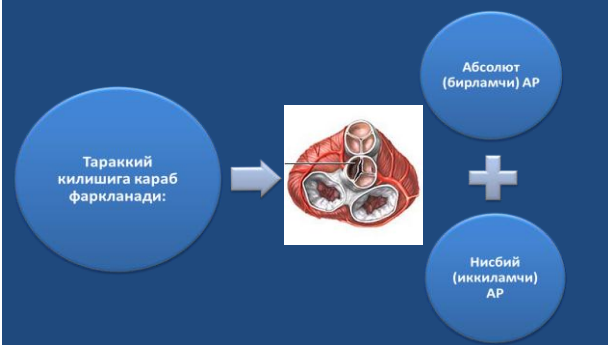 Тараккий
килишига караб
фаркланади:
Абсолют
(бирламчи) АР
Нисбий
(иккиламчи)
АР